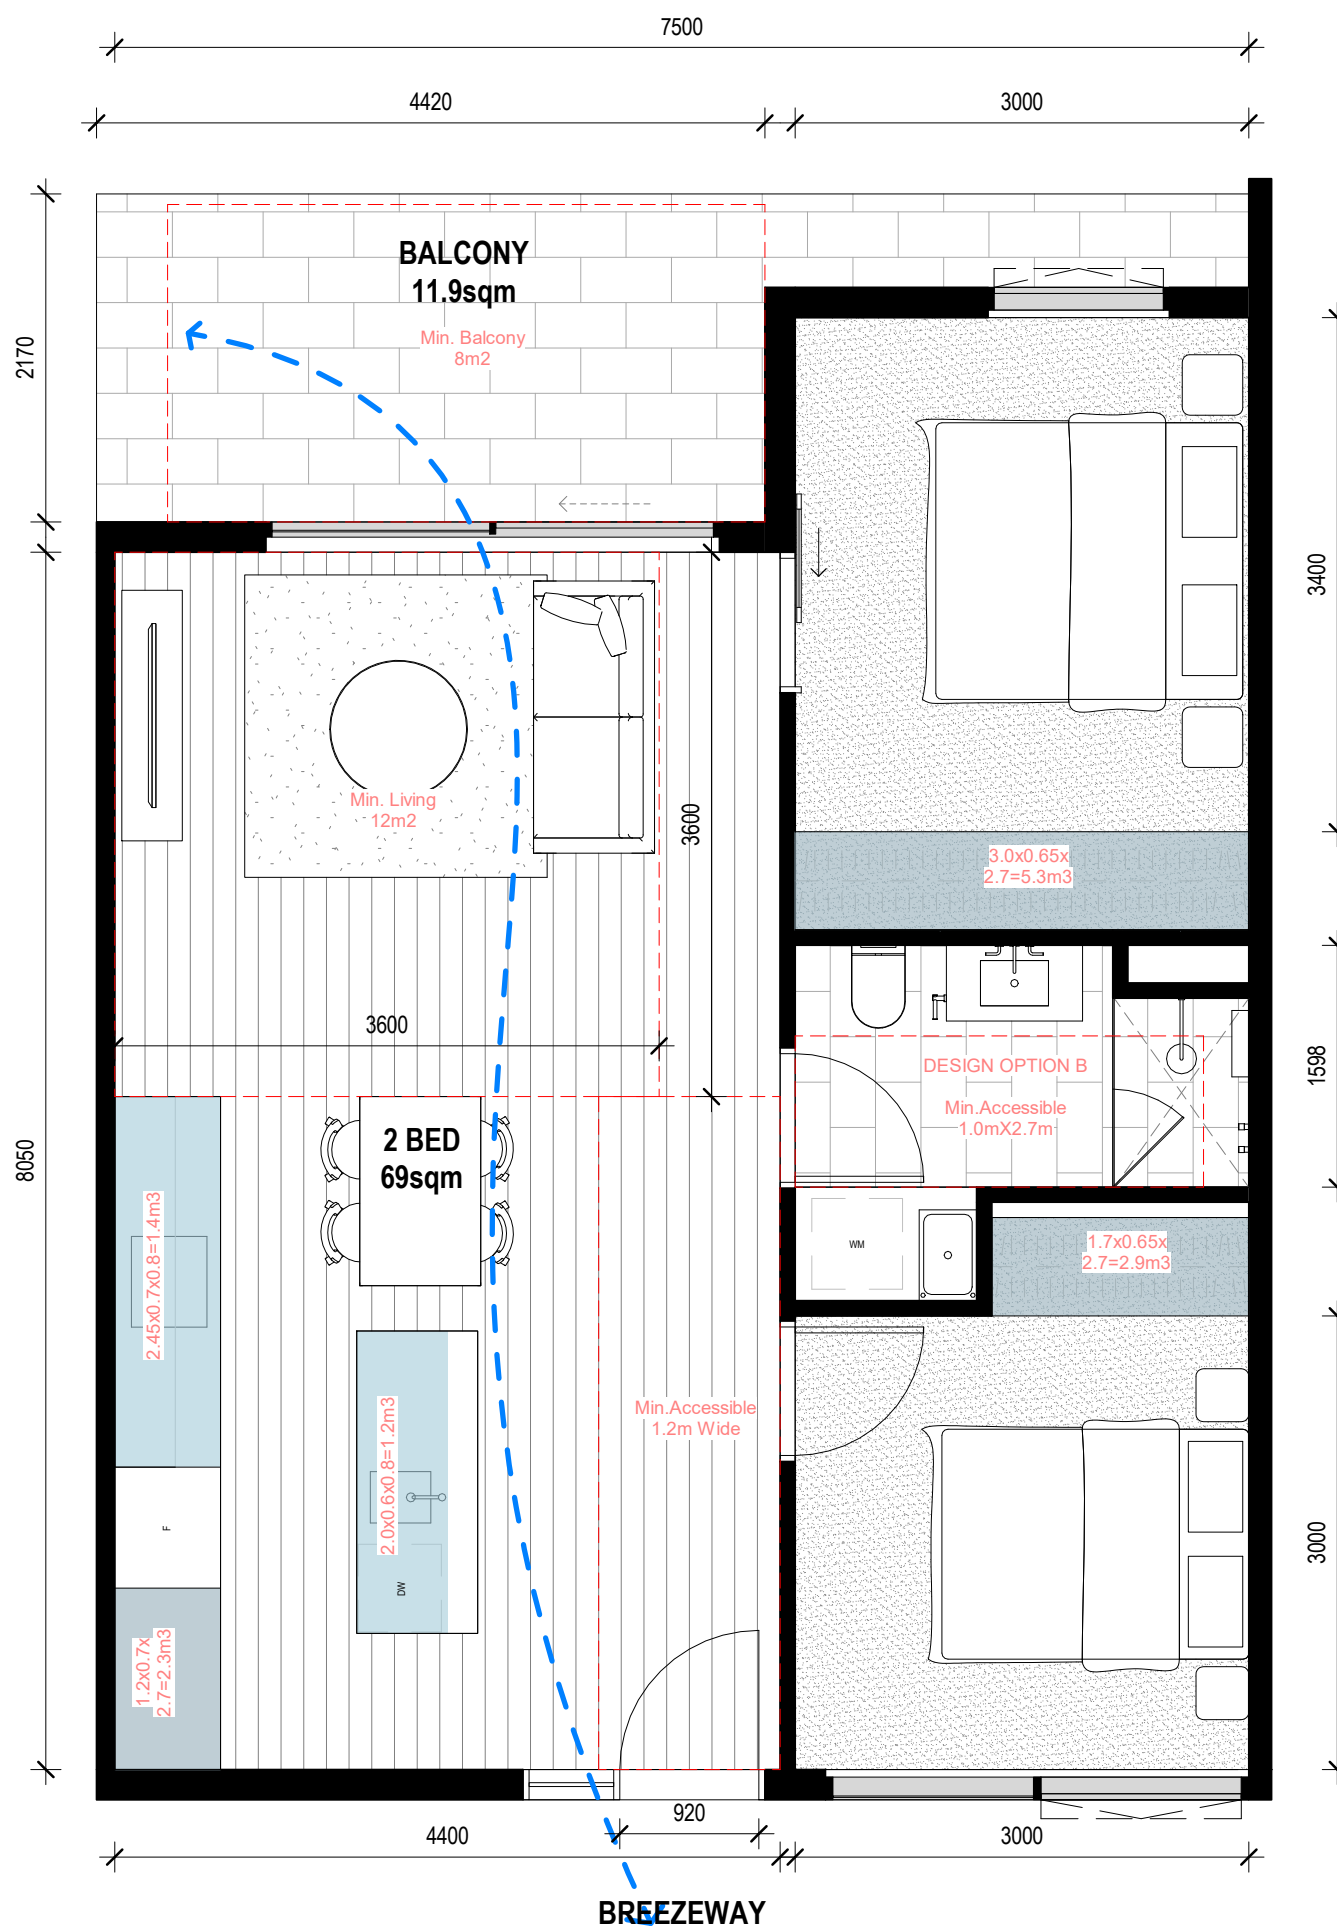 7500
4420
3000
BALCONY
11.9sqm
Min. Balcony
8m2
2170
3400
Min. Living
12m2
3600
3.0x0.65x
2.7=5.3m3
3600
DESIGN OPTION B
Min.Accessible
1.0mX2.7m
1598
2 BED
69sqm
8050
2.45x0.7x0.8=1.4m3
WM
1.7x0.65x
2.7=2.9m3
Min.Accessible
1.2m Wide
2.0x0.6x0.8=1.2m3
F
DW
3000
1.2x0.7x
2.7=2.3m3
920
4400
3000
BREEZEWAY